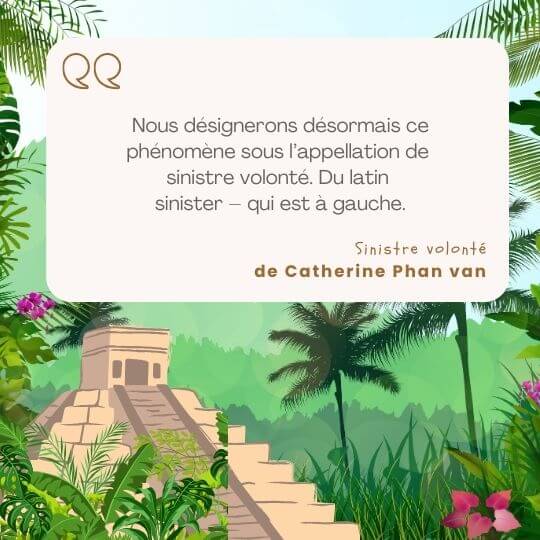 Nous désignerons désormais ce
phénomène sous l’appellation de
sinistre volonté. Du latin
sinister – qui est à gauche.
Sinistre volonté
de Catherine Phan van